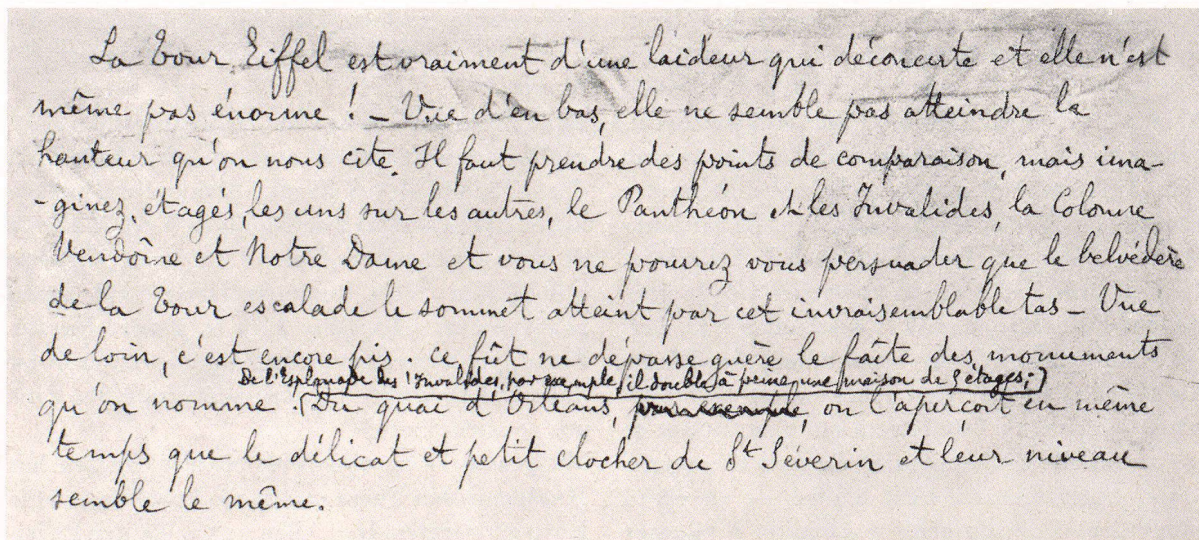 La Tour Eiffel est vraiment d'une laideur qui déconcerte et elle n'est
même pas énorme ! – Vue d'en bas, elle ne semble pas atteindre la
hauteur qu'on nous cite. Il faut prendre des points de comparaison, mais ima-
-ginez, étagés, les uns sur les autres, le Panthéon et les Invalides, la Colonne
Vendôme et Notre Dame et vous ne pourrez vous persuader que le belvédère
de la Tour escalade le sommet atteint par cet invraisemblable tas – Vue
de loin, c'est encore pis. Ce fût ne dépasse guère le faîte des monuments
De l'Esplanade des Invalides, par exemple, il double à peine une maison de 5 étages;
qu'on nomme. Du quai d'Orléans, par exemple, on l'aperçoit en même
temps que le délicat et petit clocher de St Séverin et leur niveau
semble le même.